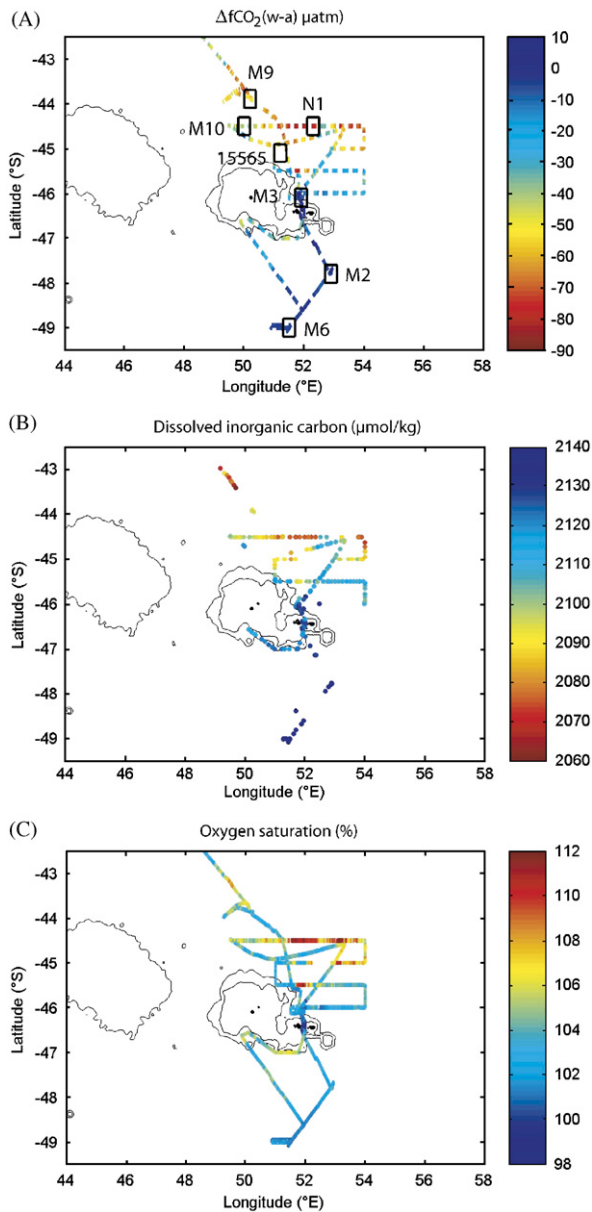 (A)
ΔfCO₂(w-a) µatm
-43
-44
-45
-46
-47
-48
-49
Latitude (°S)
M9
N1
M10
15565
M3
M2
M6
44 46 48 50 52 54 56 58
Longitude (°E)
10
0
-10
-20
-30
-40
-50
-60
-70
-80
-90
(B)
Dissolved inorganic carbon (µmol/kg)
-43
-44
-45
-46
-47
-48
-49
Latitude (°S)
44 46 48 50 52 54 56 58
Longitude (°E)
2140
2130
2120
2110
2100
2090
2080
2070
2060
(C)
Oxygen saturation (%)
-43
-44
-45
-46
-47
-48
-49
Latitude (°S)
44 46 48 50 52 54 56 58
Longitude (°E)
112
110
108
106
104
102
100
98